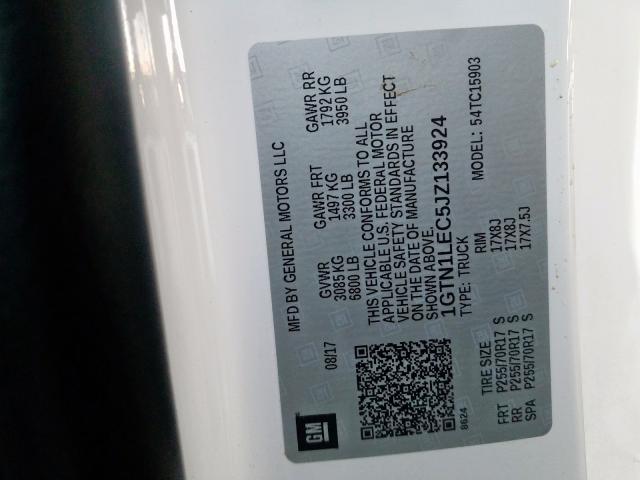 GM
MFD BY GENERAL MOTORS LLC
08/17
GVWR
3085 KG
6800 LB
GAWR FRT
1497 KG
3300 LB
GAWR RR
1792 KG
3950 LB
THIS VEHICLE CONFORMS TO ALL
APPLICABLE U.S. FEDERAL MOTOR
VEHICLE SAFETY STANDARDS IN EFFECT
ON THE DATE OF MANUFACTURE
SHOWN ABOVE.
1GTN1LEC5JZ133924
TYPE: TRUCK
MODEL: 54TC15903
8624
TIRE SIZE RIM
FRT P255/70R17 S 17X8J
RR P255/70R17 S 17X8J
SPA P255/70R17 S 17X7.5J